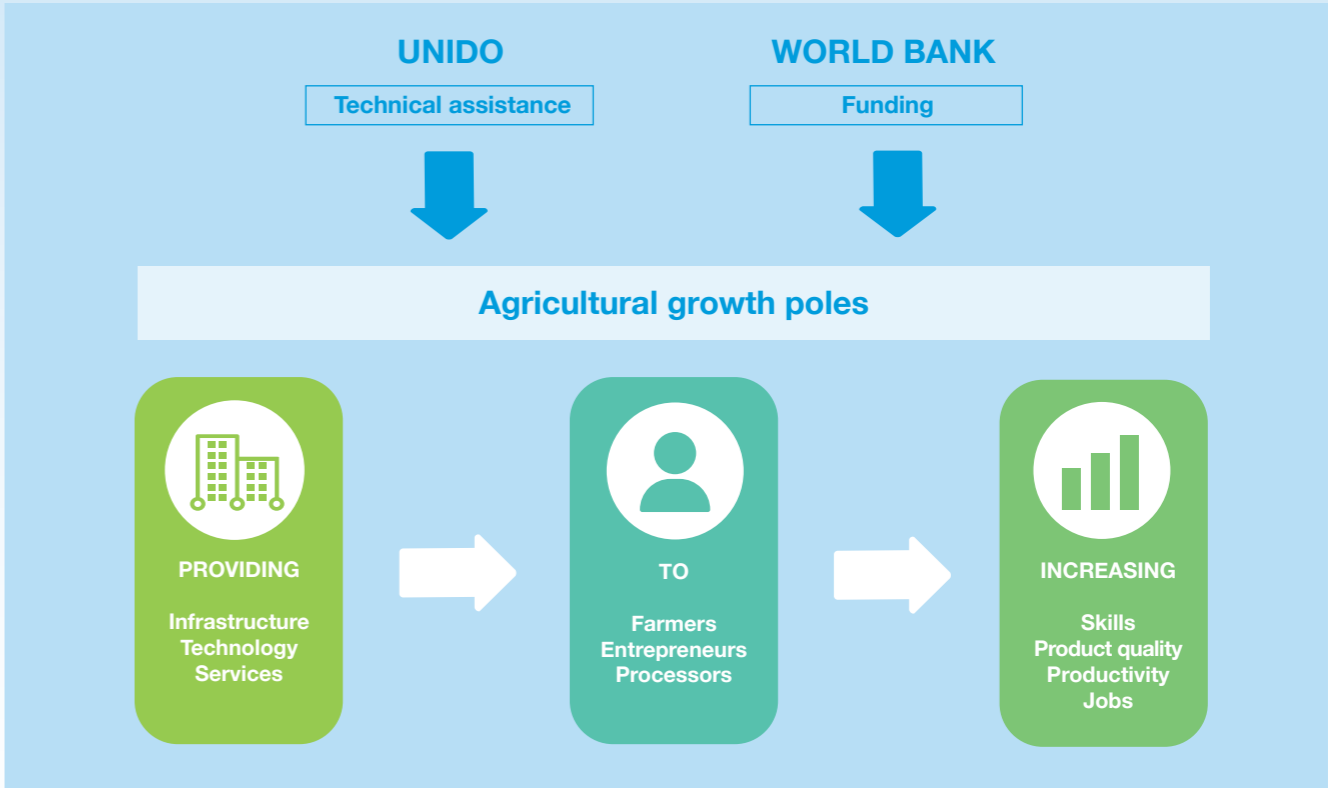 UNIDO
WORLD BANK
Technical assistance
Funding
Agricultural growth poles
PROVIDING
Infrastructure
Technology
Services
TO
Farmers
Entrepreneurs
Processors
INCREASING
Skills
Product quality
Productivity
Jobs